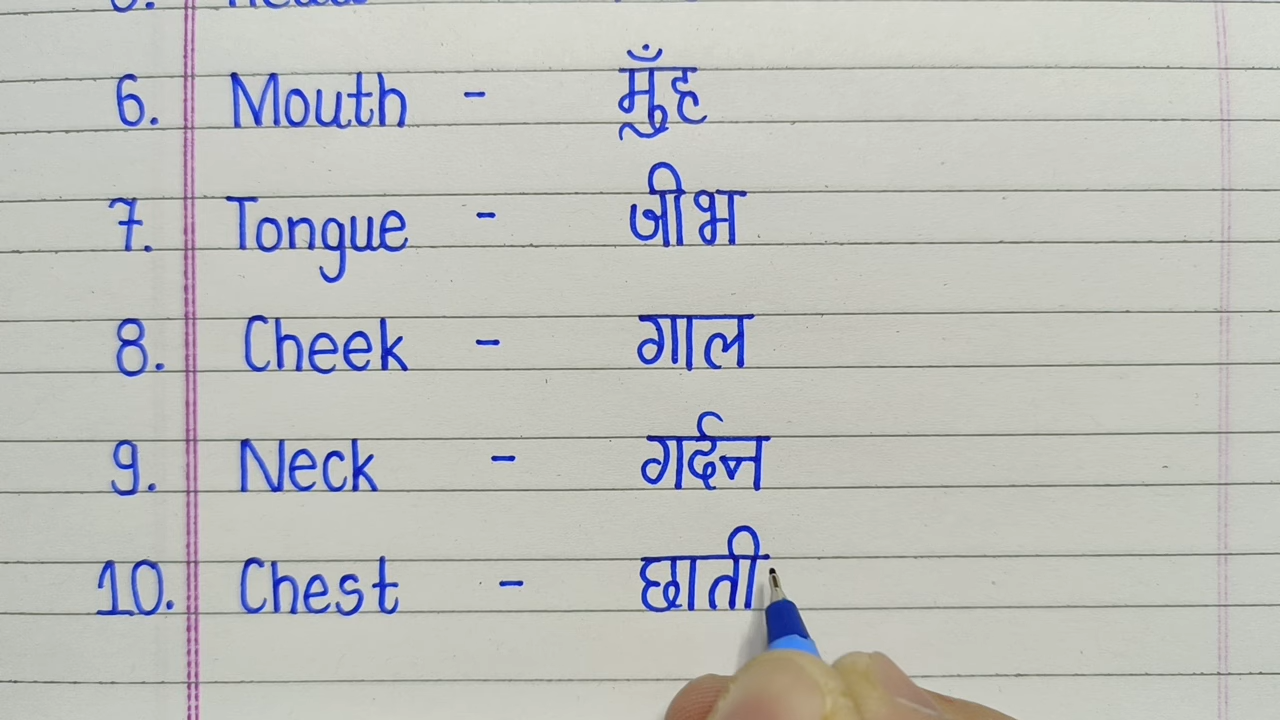 6. Mouth - मुँह
7. Tongue - जीभ
8. Cheek - गाल
9. Neck - गर्दन
10. Chest - छाती